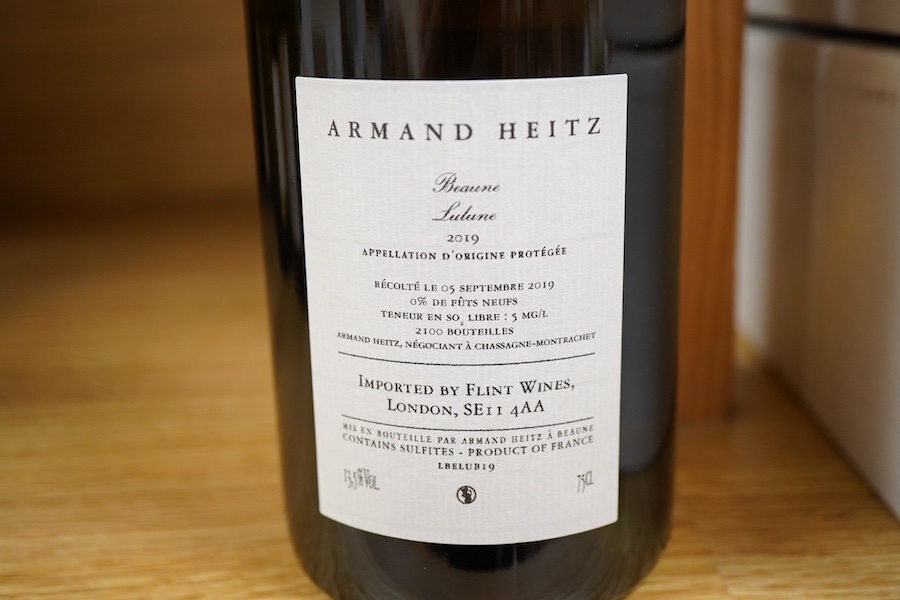 ARMAND HEITZ
Beaune
Lulune
2019
APPELLATION D'ORIGINE PROTÉGÉE
RÉCOLTÉ LE 05 SEPTEMBRE 2019
0% DE FÛTS NEUFS
TENEUR EN SO2 LIBRE : 5 MG/L
2100 BOUTEILLES
ARMAND HEITZ, NÉGOCIANT À CHASSAGNE-MONTRACHET
IMPORTED BY FLINT WINES,
LONDON, SE11 4AA
MIS EN BOUTEILLE PAR ARMAND HEITZ À BEAUNE
CONTAINS SULFITES - PRODUCT OF FRANCE
LBELUB19
13,5% VOL. 75CL